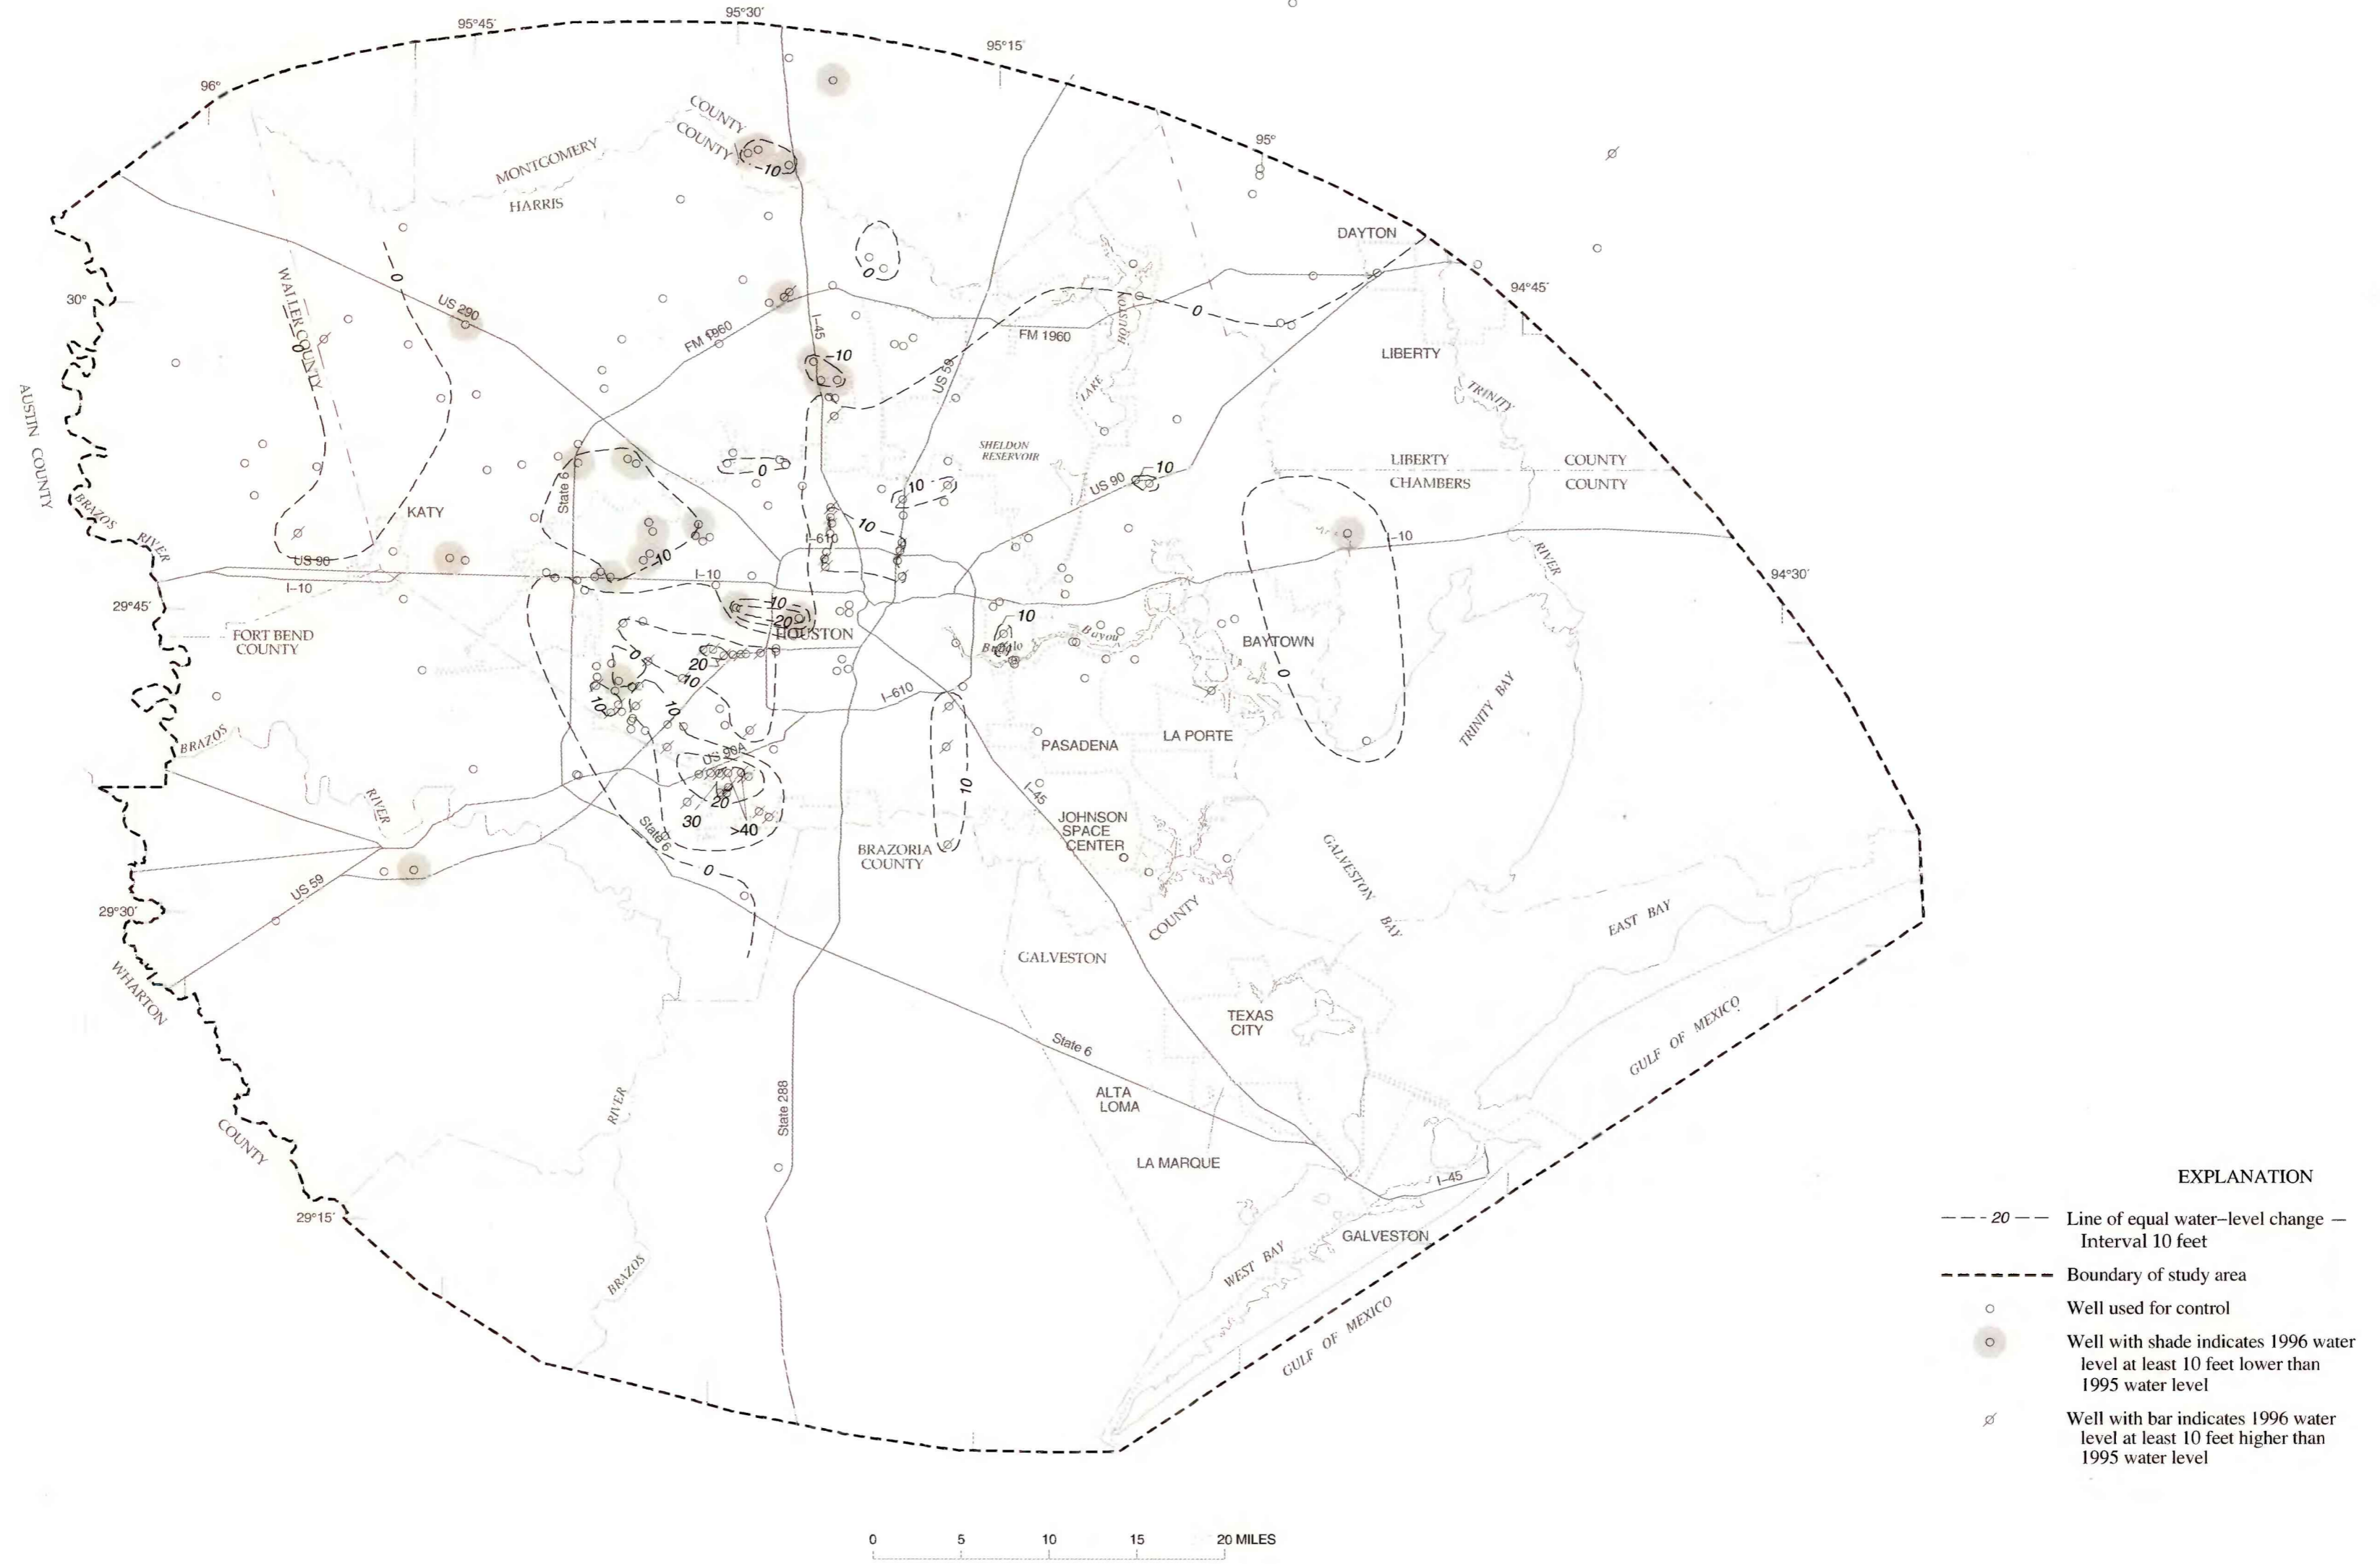 95°30′
95°45′
95°15′
96°
COUNTY
COUNTY
95°
MONTGOMERY
-10
HARRIS
DAYTON
0
0
WALLER COUNTY
HOUSTON
94°45′
30°
US 290
0
I-45
FM 1960
FM 1960
0
-10
LIBERTY
US 59
LAKE
TRINITY
AUSTIN COUNTY
SHELDON
RESERVOIR
LIBERTY
COUNTY
0
10
CHAMBERS
COUNTY
State 6
US 90
10
BRAZOS
KATY
10
RIVER
I-610
I-10
RIVER
US 90
-10
I-10
I-10
94°30′
29°45′
-10
-20
10
FORT BEND
COUNTY
HOUSTON
Buffalo
Bayou
BAYTOWN
0
20
10
0
I-610
10
10
TRINITY BAY
BRAZOS
LA PORTE
PASADENA
US 90A
10
RIVER
20
I-45
30
>40
State 6
JOHNSON
SPACE
CENTER
BRAZORIA
COUNTY
GALVESTON
BAY
0
US 59
29°30′
COUNTY
EAST BAY
GALVESTON
WHARTON
GULF OF MEXICO
TEXAS
CITY
State 6
RIVER
State 288
ALTA
LOMA
COUNTY
LA MARQUE
I-45
29°15′
GALVESTON
WEST BAY
BRAZOS
GULF OF MEXICO
EXPLANATION
20
Line of equal water-level change —
Interval 10 feet
Boundary of study area
Well used for control
Well with shade indicates 1996 water
level at least 10 feet lower than
1995 water level
Well with bar indicates 1996 water
level at least 10 feet higher than
1995 water level
0 5 10 15 20 MILES